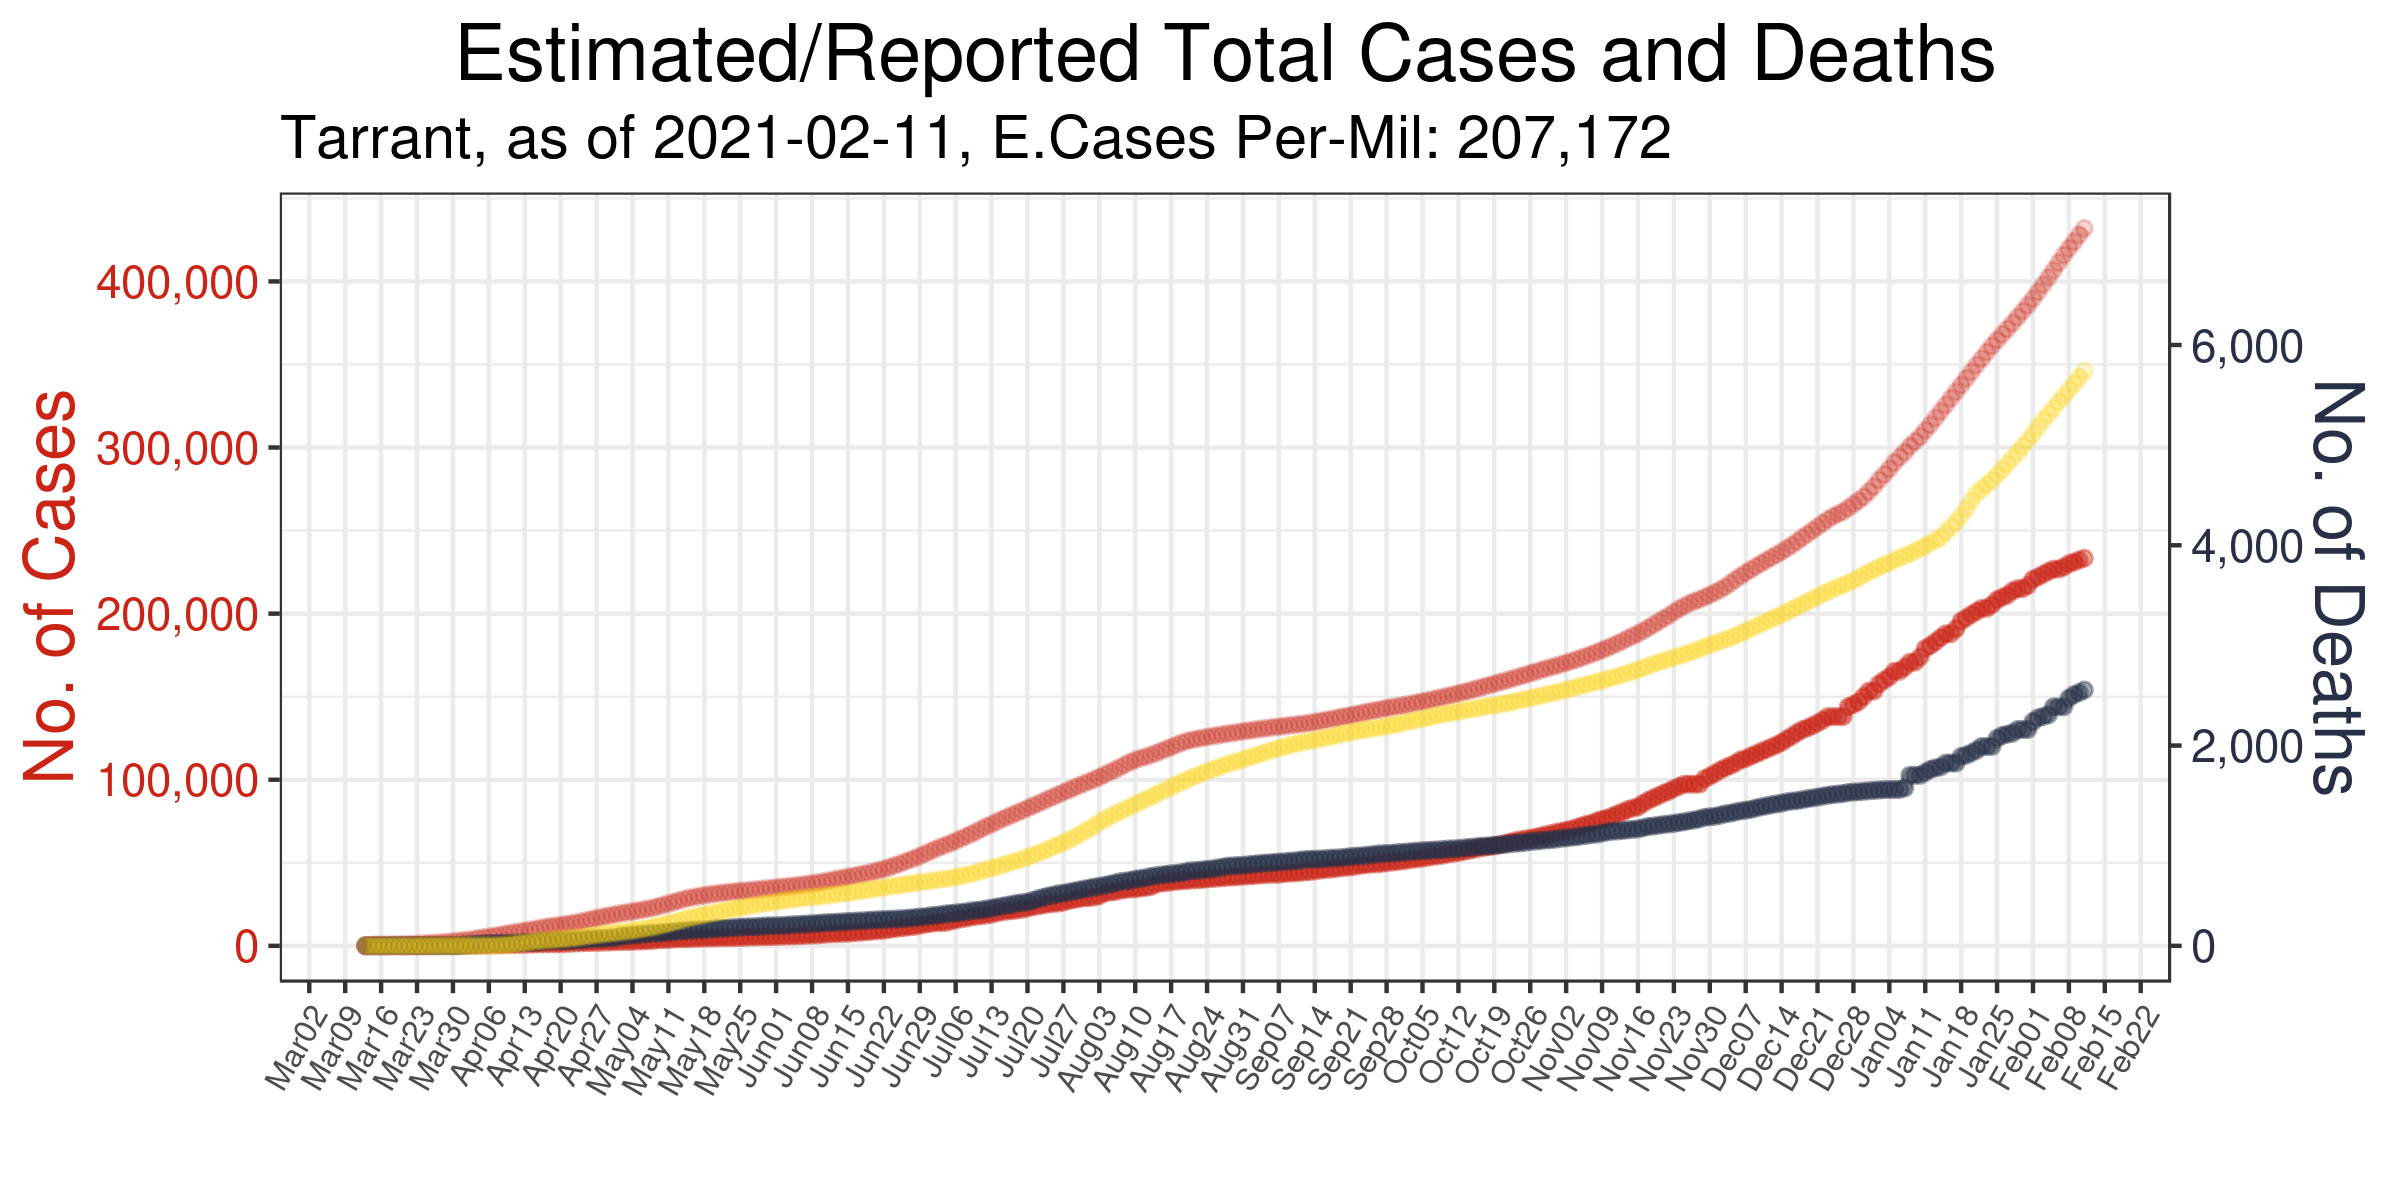 Estimated/Reported Total Cases and Deaths
Tarrant, as of 2021-02-11, E.Cases Per-Mil: 207,172
No. of Cases
400,000
300,000
200,000
100,000
0
6,000
4,000
2,000
0
No. of Deaths
Mar02
Mar09
Mar16
Mar23
Mar30
Apr06
Apr13
Apr20
Apr27
May04
May11
May18
May25
Jun01
Jun08
Jun15
Jun22
Jun29
Jul06
Jul13
Jul20
Jul27
Aug03
Aug10
Aug17
Aug24
Aug31
Sep07
Sep14
Sep21
Sep28
Oct05
Oct12
Oct19
Oct26
Nov02
Nov09
Nov16
Nov23
Nov30
Dec07
Dec14
Dec21
Dec28
Jan04
Jan11
Jan18
Jan25
Feb01
Feb08
Feb15
Feb22